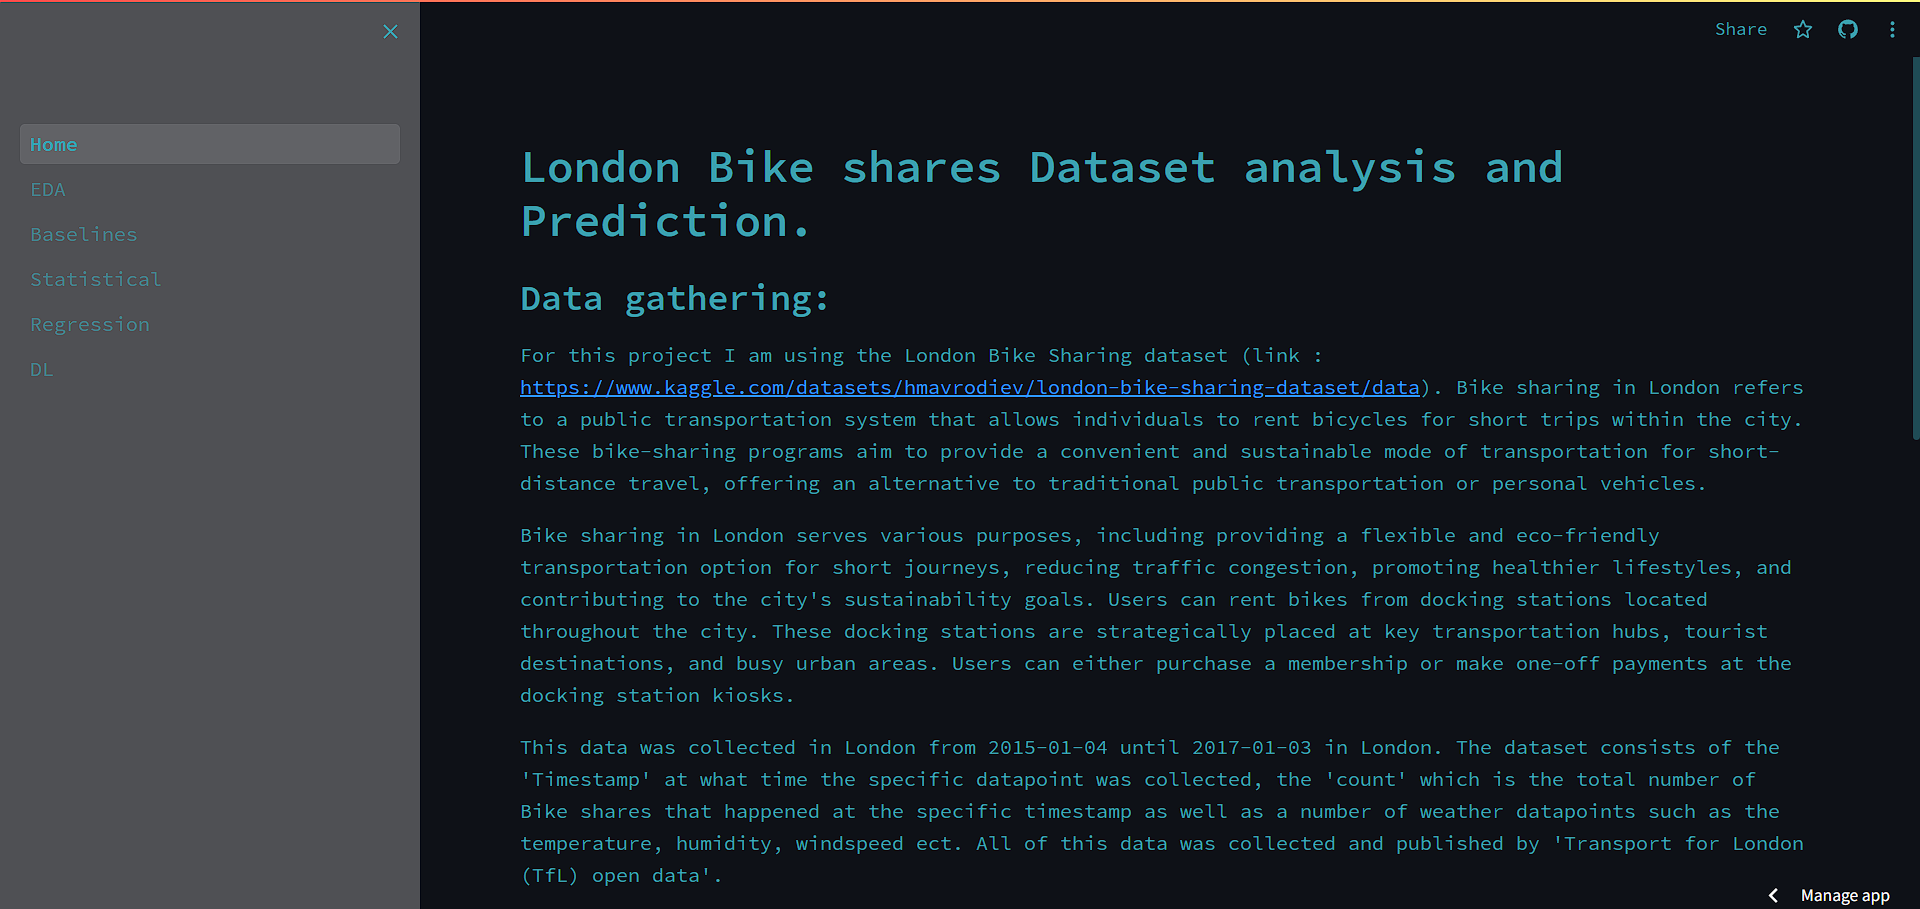 Share
Home
EDA
Baselines
Statistical
Regression
DL
London Bike shares Dataset analysis and
Prediction.
Data gathering:
For this project I am using the London Bike Sharing dataset (link :
https://www.kaggle.com/datasets/hmavrodiev/london-bike-sharing-dataset/data). Bike sharing in London refers
to a public transportation system that allows individuals to rent bicycles for short trips within the city.
These bike-sharing programs aim to provide a convenient and sustainable mode of transportation for short-
distance travel, offering an alternative to traditional public transportation or personal vehicles.
Bike sharing in London serves various purposes, including providing a flexible and eco-friendly
transportation option for short journeys, reducing traffic congestion, promoting healthier lifestyles, and
contributing to the city's sustainability goals. Users can rent bikes from docking stations located
throughout the city. These docking stations are strategically placed at key transportation hubs, tourist
destinations, and busy urban areas. Users can either purchase a membership or make one-off payments at the
docking station kiosks.
This data was collected in London from 2015-01-04 until 2017-01-03 in London. The dataset consists of the
'Timestamp' at what time the specific datapoint was collected, the 'count' which is the total number of
Bike shares that happened at the specific timestamp as well as a number of weather datapoints such as the
temperature, humidity, windspeed ect. All of this data was collected and published by 'Transport for London
(TfL) open data'.
Manage app